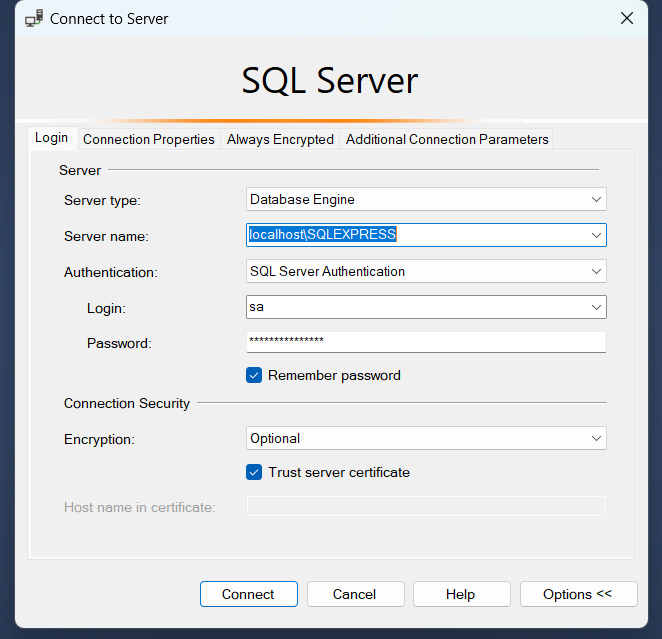 Connect to Server
SQL Server
Login Connection Properties Always Encrypted Additional Connection Parameters
Server
Server type: Database Engine
Server name: localhost\SQLEXPRESS
Authentication: SQL Server Authentication
Login: sa
Password: ***************
Remember password
Connection Security
Encryption: Optional
Trust server certificate
Host name in certificate:
Connect Cancel Help Options <<